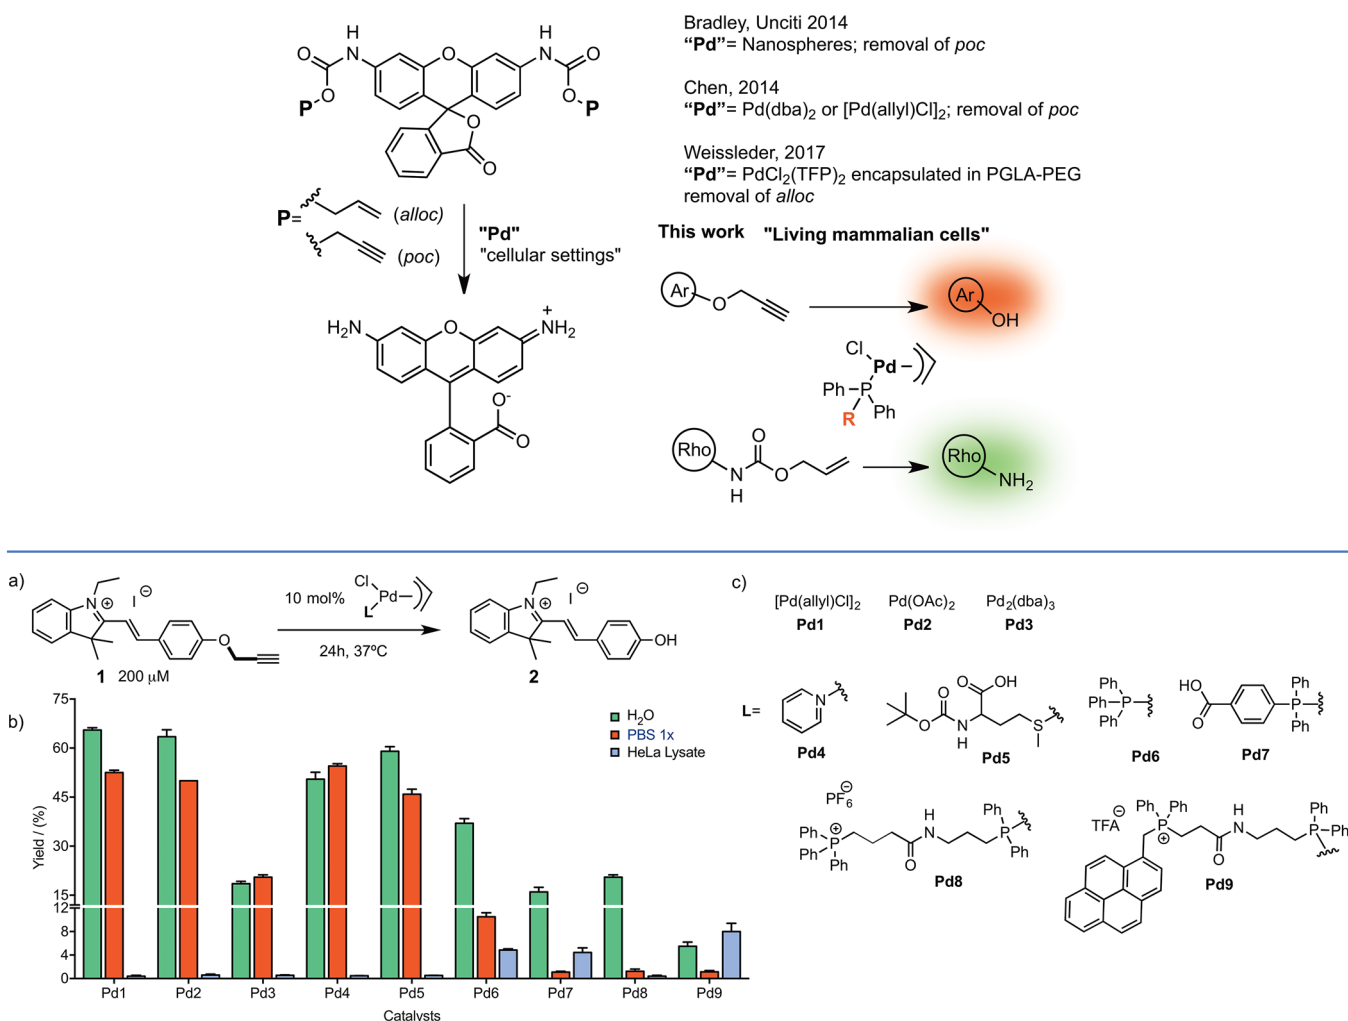 Bradley, Unciti 2014
“Pd”= Nanospheres; removal of poc
Chen, 2014
“Pd”= Pd(dba)2 or [Pd(allyl)Cl]2; removal of poc
Weissleder, 2017
“Pd”= PdCl2(TFP)2 encapsulated in PGLA-PEG
removal of alloc
This work "Living mammalian cells"
H
N
O
O
P
O
H
N
O
O
P
O
O
P=
(alloc)
(poc)
"Pd"
"cellular settings"
H2N
O
+
NH2
O-
O
Ar
O
Ar
OH
Cl
Pd
Ph
P
Ph
R
Rho
N
H
O
O
Rho
NH2
a)
N
⊕
I⊖
O
1 200 µM
10 mol%
Cl
Pd
L
24h, 37ºC
N
⊕
I⊖
OH
2
b)
Yield / (%)
75
60
45
30
15
12
8
4
0
H2O
PBS 1x
HeLa Lysate
Pd1 Pd2 Pd3 Pd4 Pd5 Pd6 Pd7 Pd8 Pd9
Catalysts
c)
[Pd(allyl)Cl]2 Pd(OAc)2 Pd2(dba)3
Pd1 Pd2 Pd3
L=
N
Pd4
O
O
N
H
O
OH
S
Pd5
Ph
Ph
P
Ph
Pd6
HO
O
Ph
P
Ph
Pd7
PF6⊖
Ph
Ph
P
⊕
Ph
O
H
N
Ph
P
Ph
Pd8
TFA⊖
Ph
Ph
P
⊕
O
H
N
Ph
P
Ph
Pd9